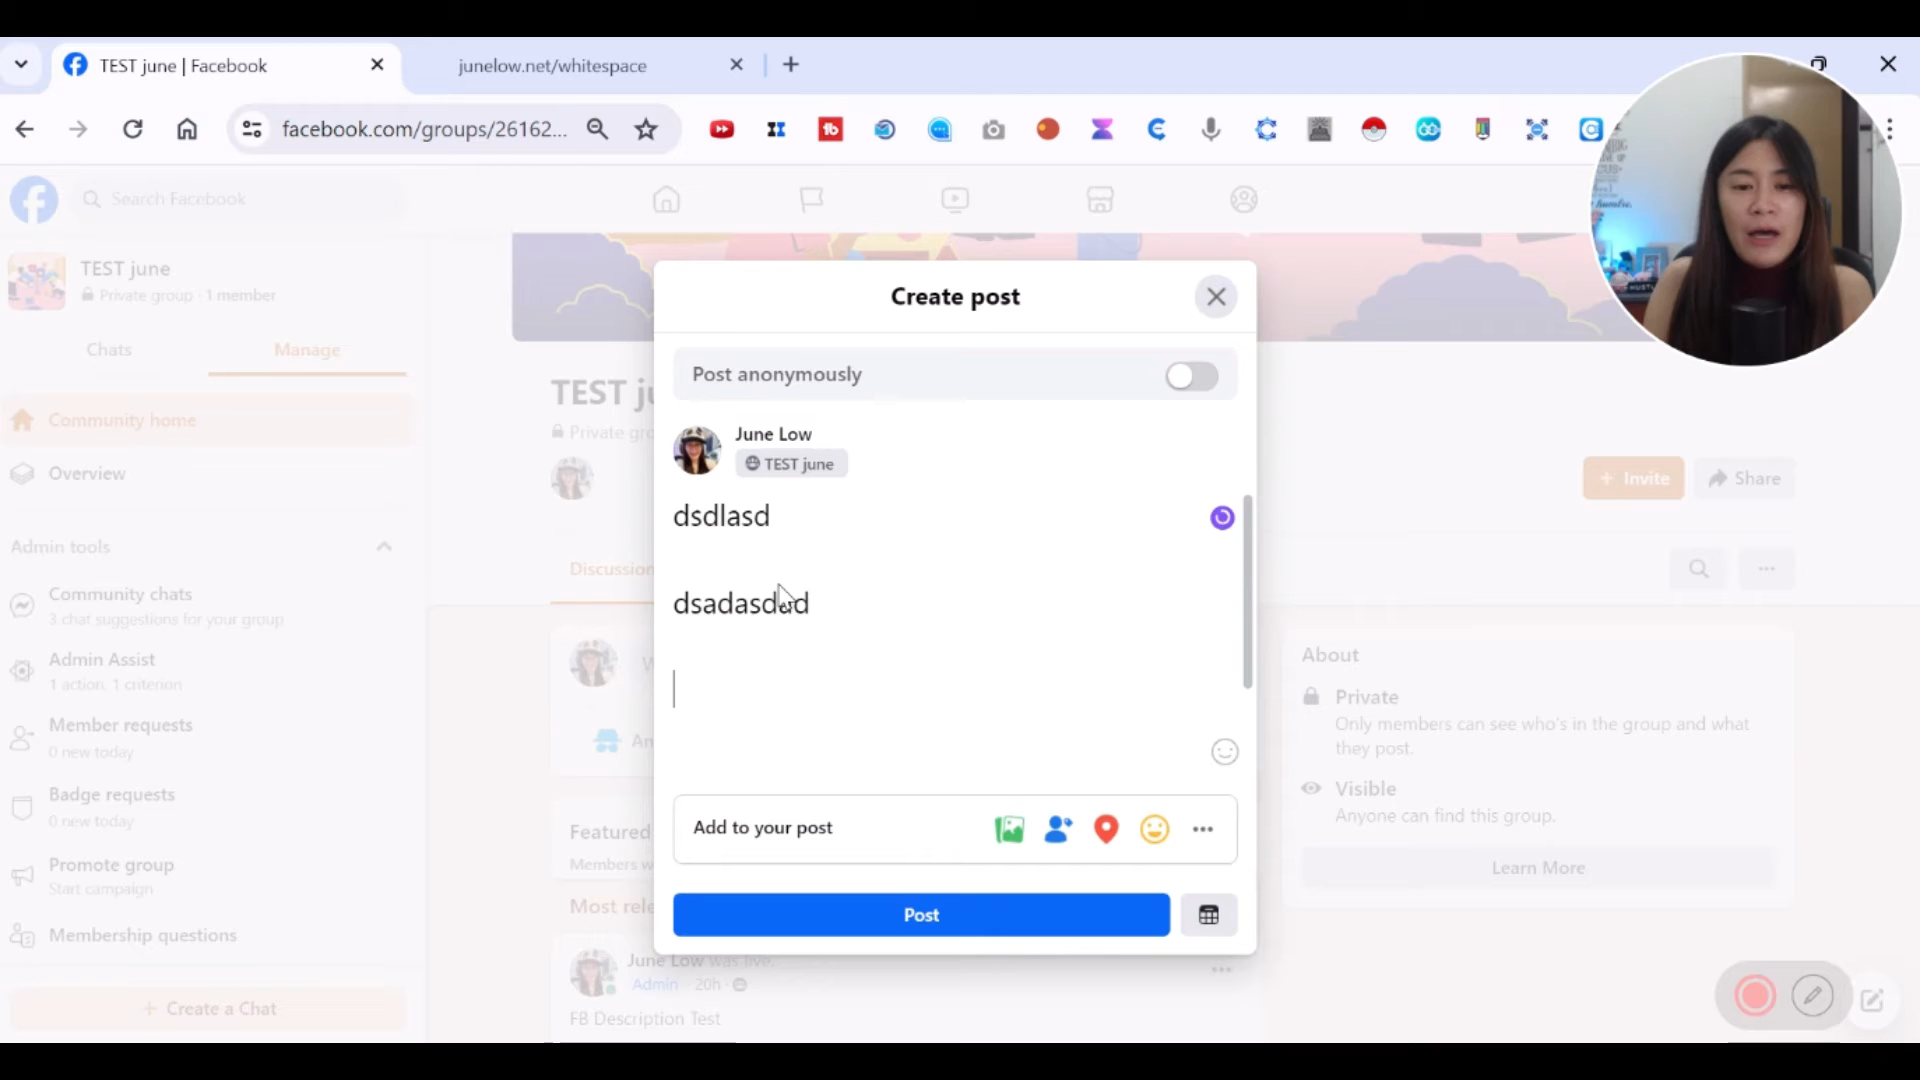 TEST june | Facebook
junelow.net/whitespace
facebook.com/groups/26162...
Search Facebook
TEST june
Private group · 1 member
Chats
Manage
Community home
Overview
Admin tools
Community chats
3 chat suggestions for your group
Admin Assist
1 action, 1 criterion
Member requests
0 new today
Badge requests
0 new today
Promote group
Start campaign
Membership questions
+ Create a Chat
TEST
Private
Discussion
Featured
Members
Most
June Low was live.
Admin · 20h
FB Description Test
Create post
Post anonymously
June Low
TEST june
dsdlasd
dsadasdad
Add to your post
Post
+ Invite
Share
About
Private
Only members can see who's in the group and what
they post.
Visible
Anyone can find this group.
Learn More